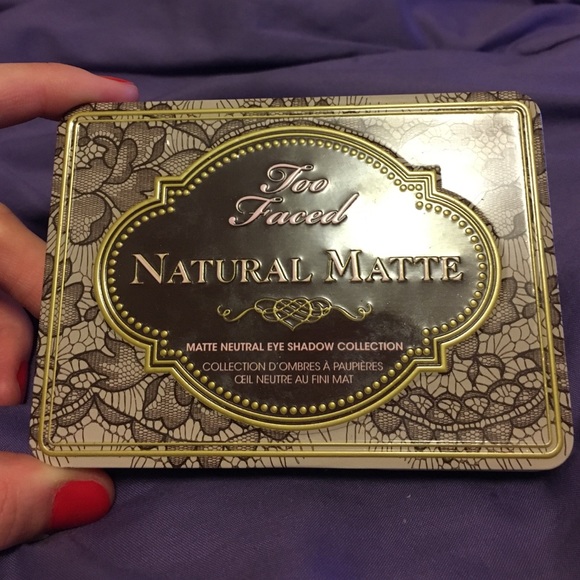 Too
Faced
NATURAL MATTE
MATTE NEUTRAL EYE SHADOW COLLECTION
COLLECTION D'OMBRES À PAUPIÈRES
ŒIL NEUTRE AU FINI MAT